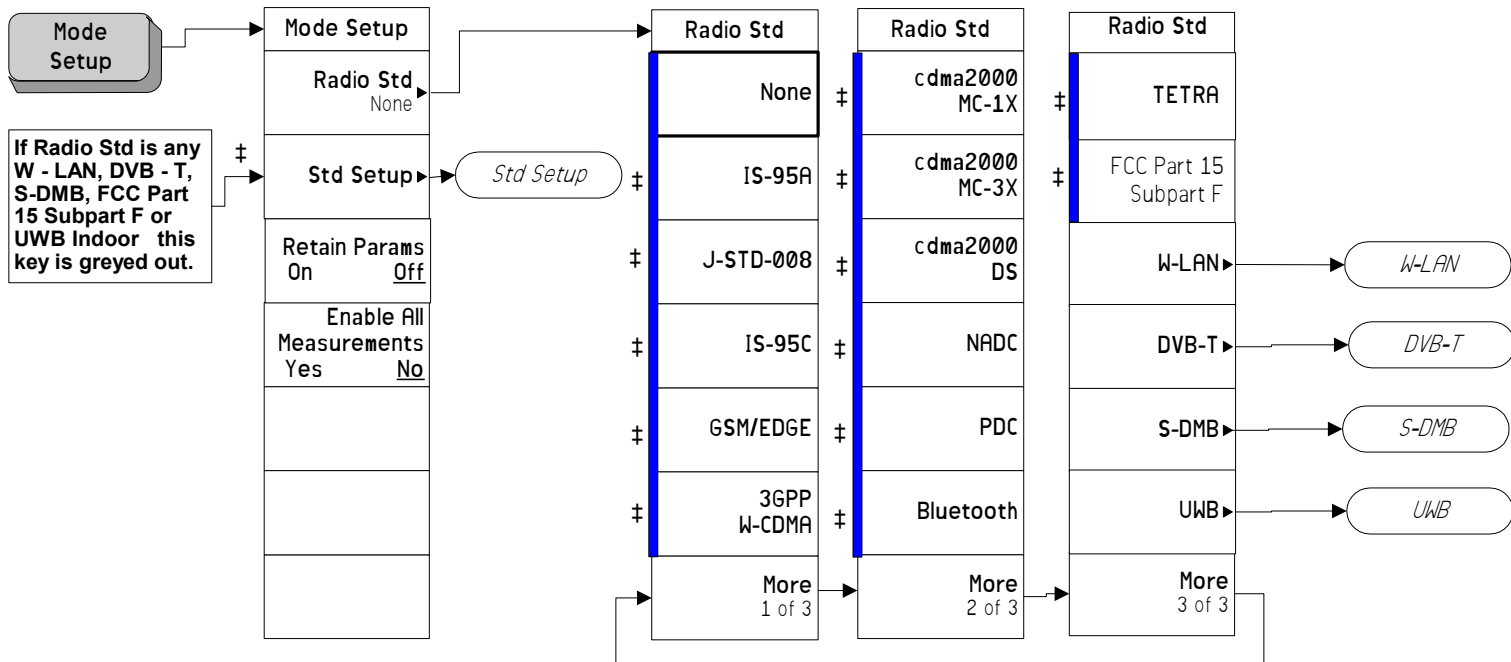 Mode
Setup
If Radio Std is any
W - LAN, DVB - T,
S-DMB, FCC Part
15 Subpart F or
UWB Indoor this
key is greyed out.
‡
Mode Setup
Radio Std
None
Std Setup
Retain Params
On Off
Enable All
Measurements
Yes No
Std Setup
Radio Std
None
‡ IS-95A
‡ J-STD-008
‡ IS-95C
‡ GSM/EDGE
‡ 3GPP
W-CDMA
More
1 of 3
Radio Std
‡ cdma2000
MC-1X
‡ cdma2000
MC-3X
‡ cdma2000
DS
‡ NADC
‡ PDC
‡ Bluetooth
More
2 of 3
Radio Std
‡ TETRA
‡ FCC Part 15
Subpart F
W-LAN
DVB-T
S-DMB
UWB
More
3 of 3
W-LAN
DVB-T
S-DMB
UWB